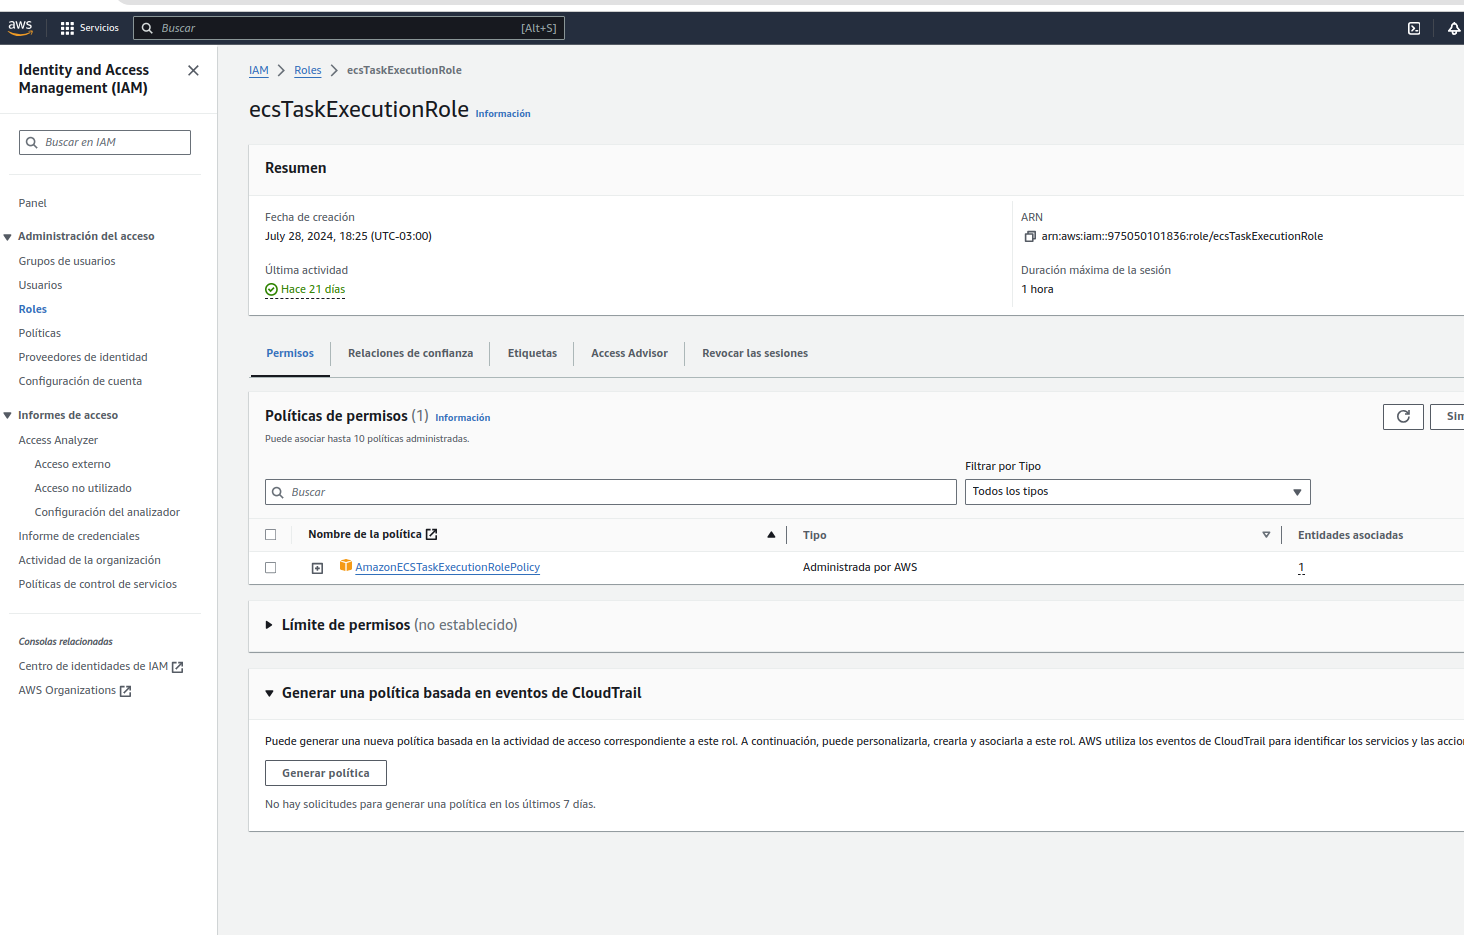 aws
Servicios
Buscar
[Alt+S]
Identity and Access
Management (IAM)
Buscar en IAM
Panel
Administración del acceso
Grupos de usuarios
Usuarios
Roles
Políticas
Proveedores de identidad
Configuración de cuenta
Informes de acceso
Access Analyzer
Acceso externo
Acceso no utilizado
Configuración del analizador
Informe de credenciales
Actividad de la organización
Políticas de control de servicios
Consolas relacionadas
Centro de identidades de IAM
AWS Organizations
IAM
Roles
ecsTaskExecutionRole
ecsTaskExecutionRole Información
Resumen
Fecha de creación
July 28, 2024, 18:25 (UTC-03:00)
Última actividad
Hace 21 días
ARN
arn:aws:iam::975050101836:role/ecsTaskExecutionRole
Duración máxima de la sesión
1 hora
Permisos
Relaciones de confianza
Etiquetas
Access Advisor
Revocar las sesiones
Políticas de permisos (1) Información
Puede asociar hasta 10 políticas administradas.
Sim
Buscar
Filtrar por Tipo
Todos los tipos
Nombre de la política
Tipo
Entidades asociadas
AmazonECSTaskExecutionRolePolicy
Administrada por AWS
1
Límite de permisos (no establecido)
Generar una política basada en eventos de CloudTrail
Puede generar una nueva política basada en la actividad de acceso correspondiente a este rol. A continuación, puede personalizarla, crearla y asociarla a este rol. AWS utiliza los eventos de CloudTrail para identificar los servicios y las accio
Generar política
No hay solicitudes para generar una política en los últimos 7 días.